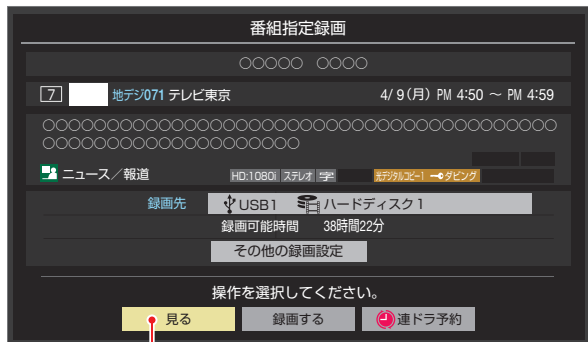 番組指定録画
○○○○○ ○○○○
7 地デジ071 テレビ東京 4/ 9(月) PM 4:50 ～ PM 4:59
○○○○○○○○○○○○○○○○○○○○○○○○○○○○○○○○○○○○○○○○
○○○○○○○○○○○○○○○○○○○○
ニュース／報道 HD:1080i ステレオ 字 光デジタルコピー1 ダビング
録画先 USB1 ハードディスク1
録画可能時間 38時間22分
その他の録画設定
操作を選択してください。
見る 録画する 連ドラ予約